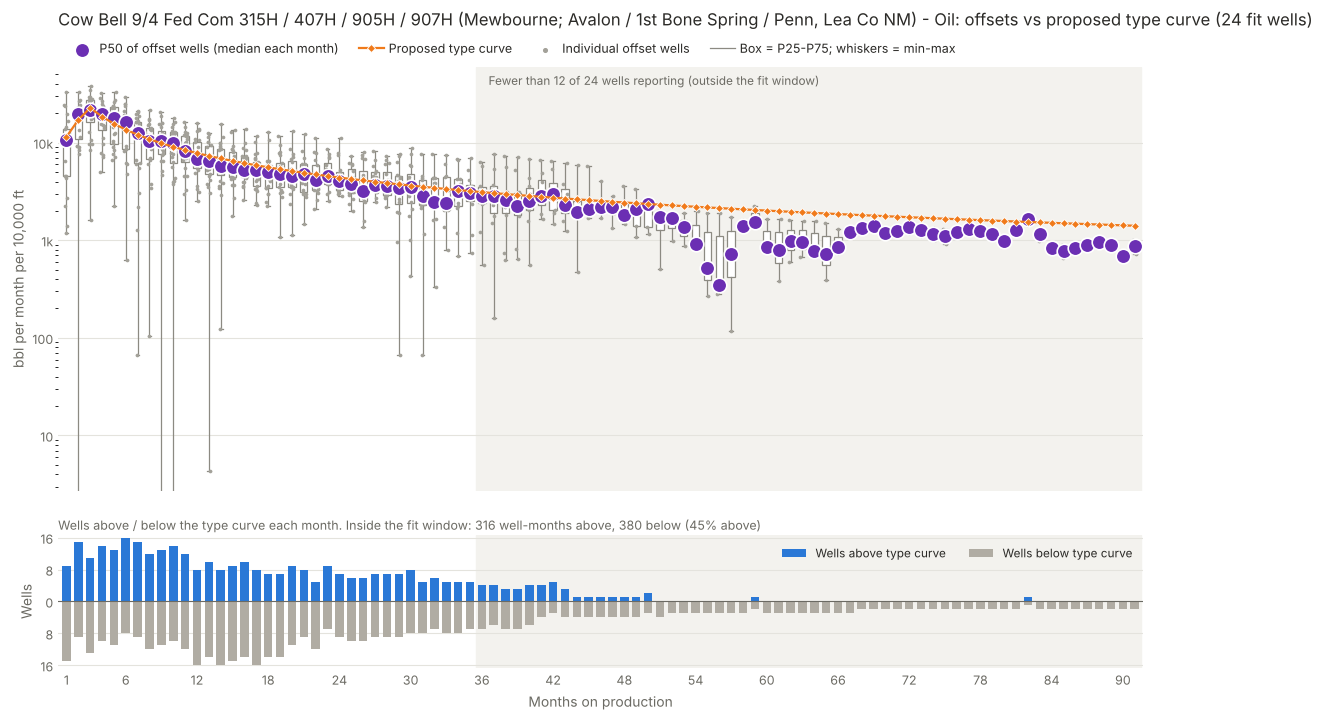 Cow Bell 9/4 Fed Com 315H / 407H / 905H / 907H (Mewbourne; Avalon / 1st Bone Spring / Penn, Lea Co NM) - Oil: offsets vs proposed type curve (24 fit wells)
P50 of offset wells (median each month) Proposed type curve Individual offset wells Box = P25-P75; whiskers = min-max
Fewer than 12 of 24 wells reporting (outside the fit window)
bbl per month per 10,000 ft
10k
1k
100
10
Wells above / below the type curve each month. Inside the fit window: 316 well-months above, 380 below (45% above)
Wells above type curve Wells below type curve
Wells
16
8
0
8
16
1 6 12 18 24 30 36 42 48 54 60 66 72 78 84 90
Months on production